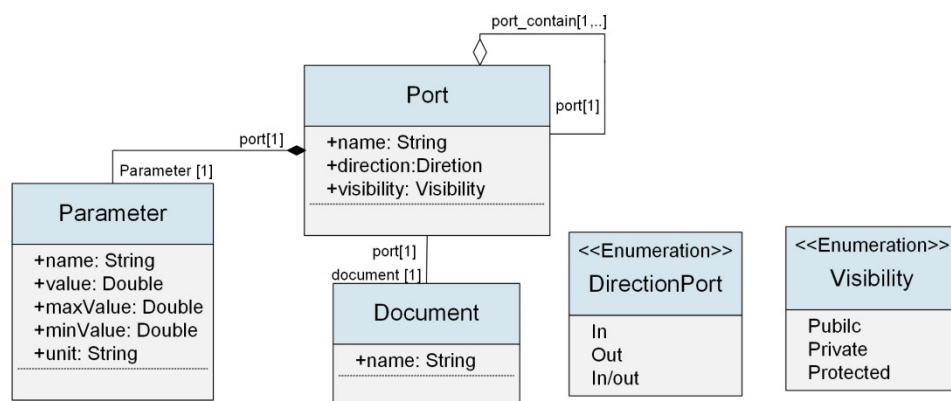 port_contain[1,..]
Port
port[1]
+name: String
+direction:Diretion
+visibility: Visibility
port[1]
Parameter [1]
Parameter
+name: String
+value: Double
+maxValue: Double
+minValue: Double
+unit: String
port[1]
document [1]
Document
+name: String
<<Enumeration>>
DirectionPort
In
Out
In/out
<<Enumeration>>
Visibility
Pubilc
Private
Protected